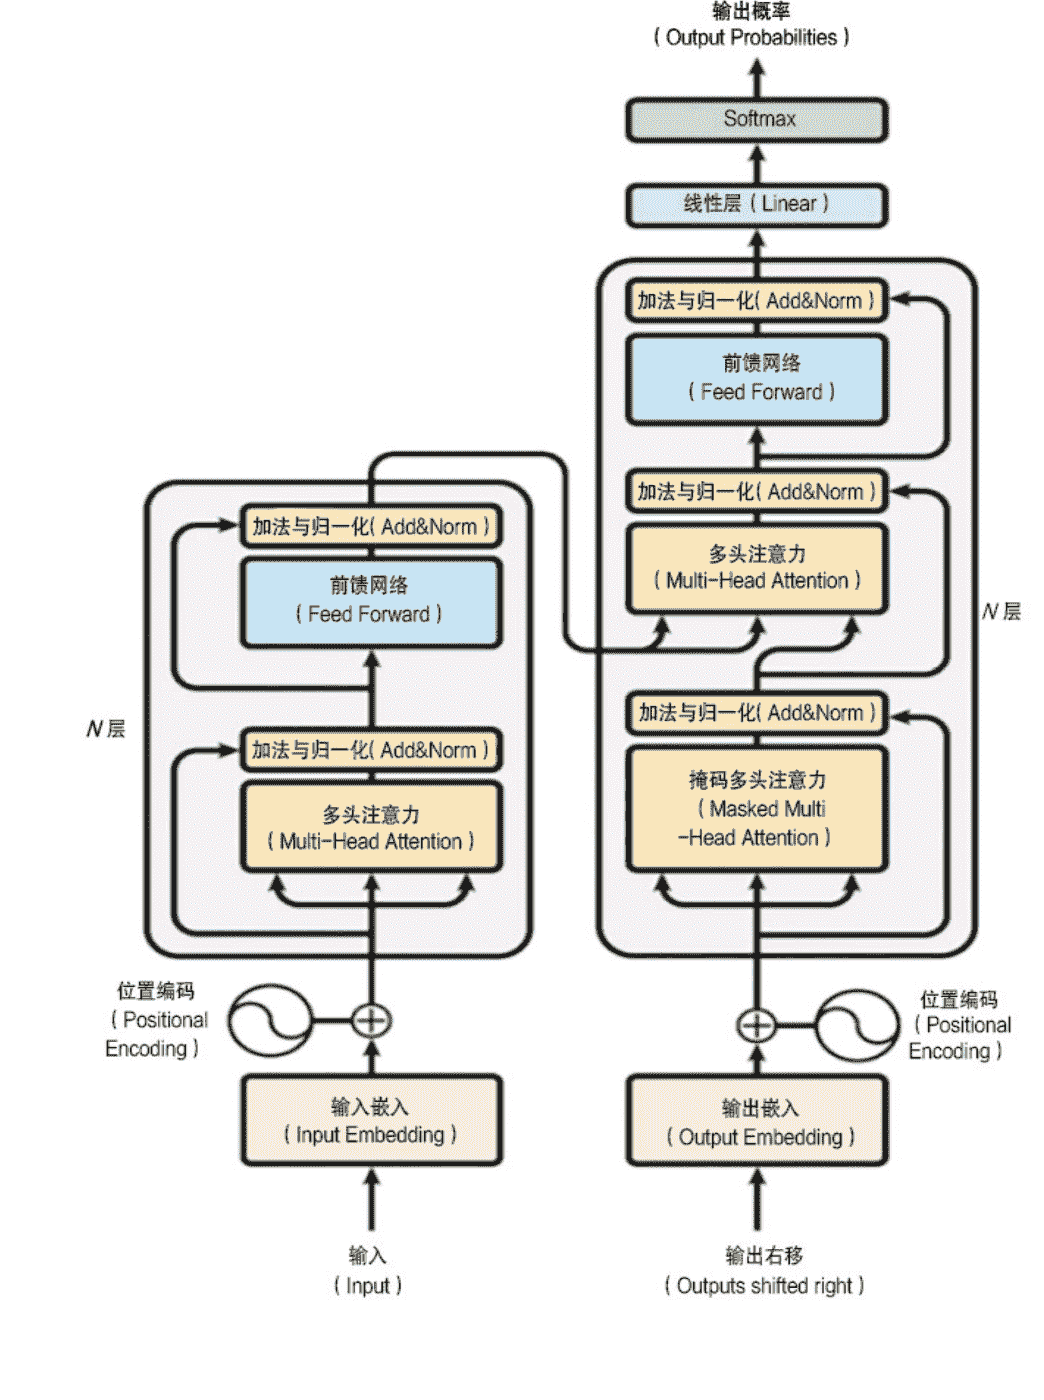 输出概率
( Output Probabilities )
Softmax
线性层 ( Linear )
加法与归一化( Add&Norm )
前馈网络
( Feed Forward )
加法与归一化( Add&Norm )
多头注意力
( Multi-Head Attention )
N 层
加法与归一化( Add&Norm )
掩码多头注意力
( Masked Multi
-Head Attention )
加法与归一化( Add&Norm )
前馈网络
( Feed Forward )
N 层
加法与归一化( Add&Norm )
多头注意力
( Multi-Head Attention )
位置编码
( Positional
Encoding )
位置编码
( Positional
Encoding )
输入嵌入
( Input Embedding )
输出嵌入
( Output Embedding )
输入
( Input )
输出右移
( Outputs shifted right )